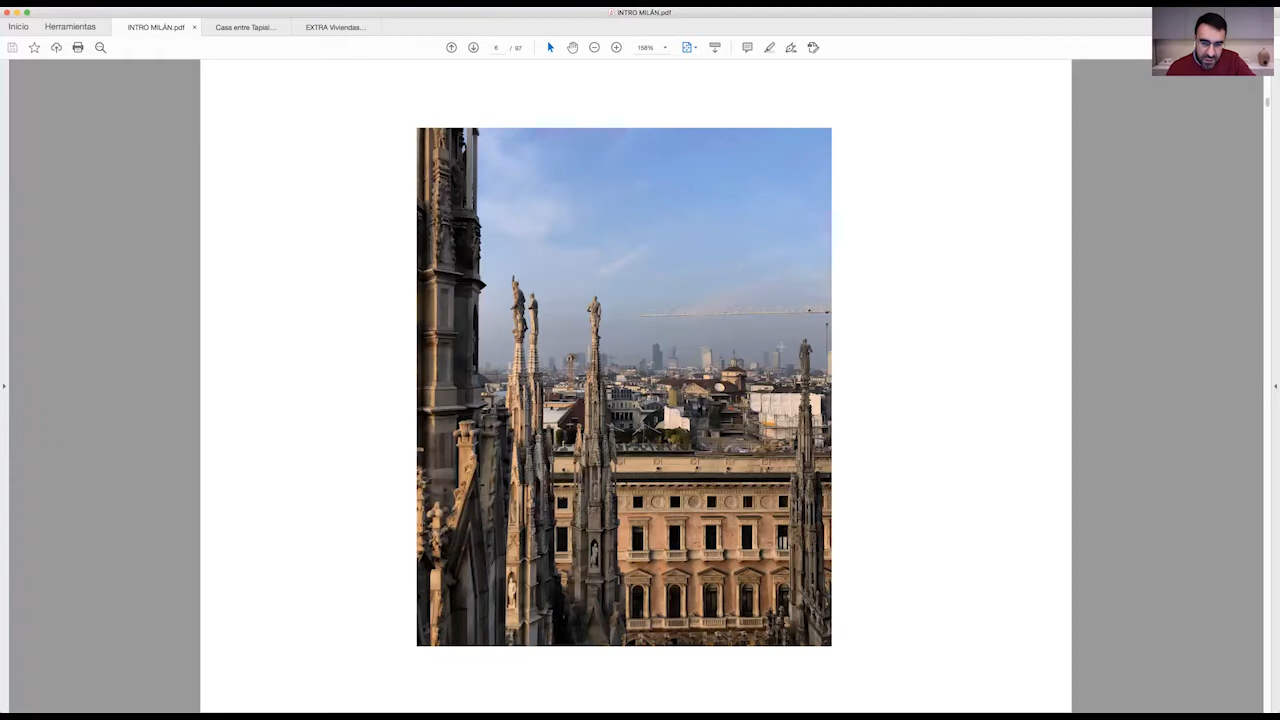 INTRO MILÁN.pdf
Inicio Herramientas INTRO MILÁN.pdf × Casa entre Tapial... EXTRA Viviendas...
6 / 97 158%